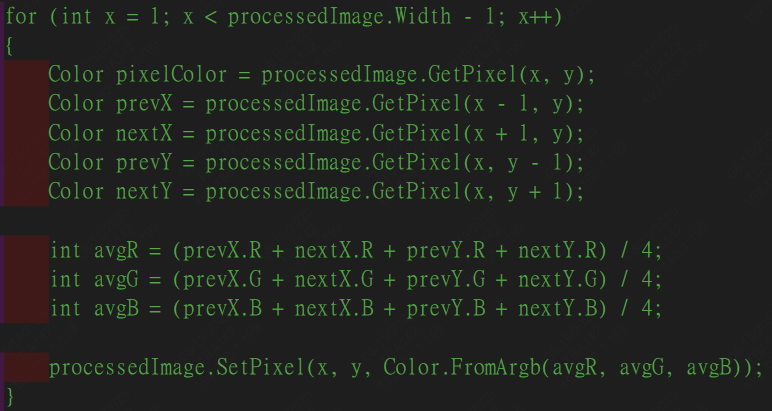 for (int x = 1; x < processedImage.Width - 1; x++)
{
Color pixelColor = processedImage.GetPixel(x, y);
Color prevX = processedImage.GetPixel(x - 1, y);
Color nextX = processedImage.GetPixel(x + 1, y);
Color prevY = processedImage.GetPixel(x, y - 1);
Color nextY = processedImage.GetPixel(x, y + 1);
int avgR = (prevX.R + nextX.R + prevY.R + nextY.R) / 4;
int avgG = (prevX.G + nextX.G + prevY.G + nextY.G) / 4;
int avgB = (prevX.B + nextX.B + prevY.B + nextY.B) / 4;
processedImage.SetPixel(x, y, Color.FromArgb(avgR, avgG, avgB));
}